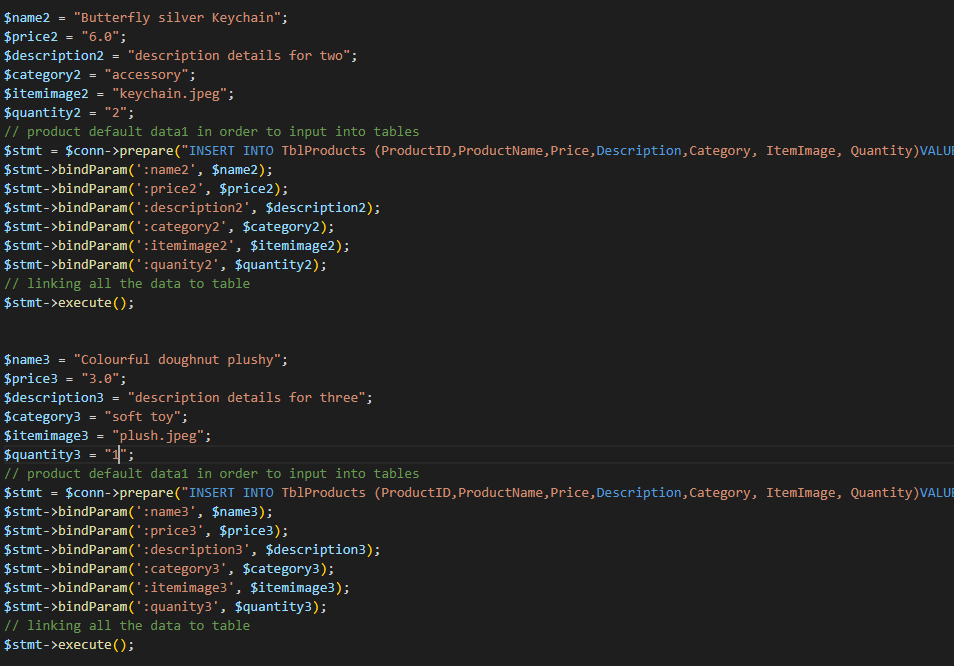 $name2 = "Butterfly silver Keychain";
$price2 = "6.0";
$description2 = "description details for two";
$category2 = "accessory";
$itemimage2 = "keychain.jpeg";
$quantity2 = "2";
// product default data1 in order to input into tables
$stmt = $conn->prepare("INSERT INTO TblProducts (ProductID,ProductName,Price,Description,Category, ItemImage, Quantity)VALUE
$stmt->bindParam(':name2', $name2);
$stmt->bindParam(':price2', $price2);
$stmt->bindParam(':description2', $description2);
$stmt->bindParam(':category2', $category2);
$stmt->bindParam(':itemimage2', $itemimage2);
$stmt->bindParam(':quanity2', $quantity2);
// linking all the data to table
$stmt->execute();
$name3 = "Colourful doughnut plushy";
$price3 = "3.0";
$description3 = "description details for three";
$category3 = "soft toy";
$itemimage3 = "plush.jpeg";
$quantity3 = "1";
// product default data1 in order to input into tables
$stmt = $conn->prepare("INSERT INTO TblProducts (ProductID,ProductName,Price,Description,Category, ItemImage, Quantity)VALUE
$stmt->bindParam(':name3', $name3);
$stmt->bindParam(':price3', $price3);
$stmt->bindParam(':description3', $description3);
$stmt->bindParam(':category3', $category3);
$stmt->bindParam(':itemimage3', $itemimage3);
$stmt->bindParam(':quanity3', $quantity3);
// linking all the data to table
$stmt->execute();